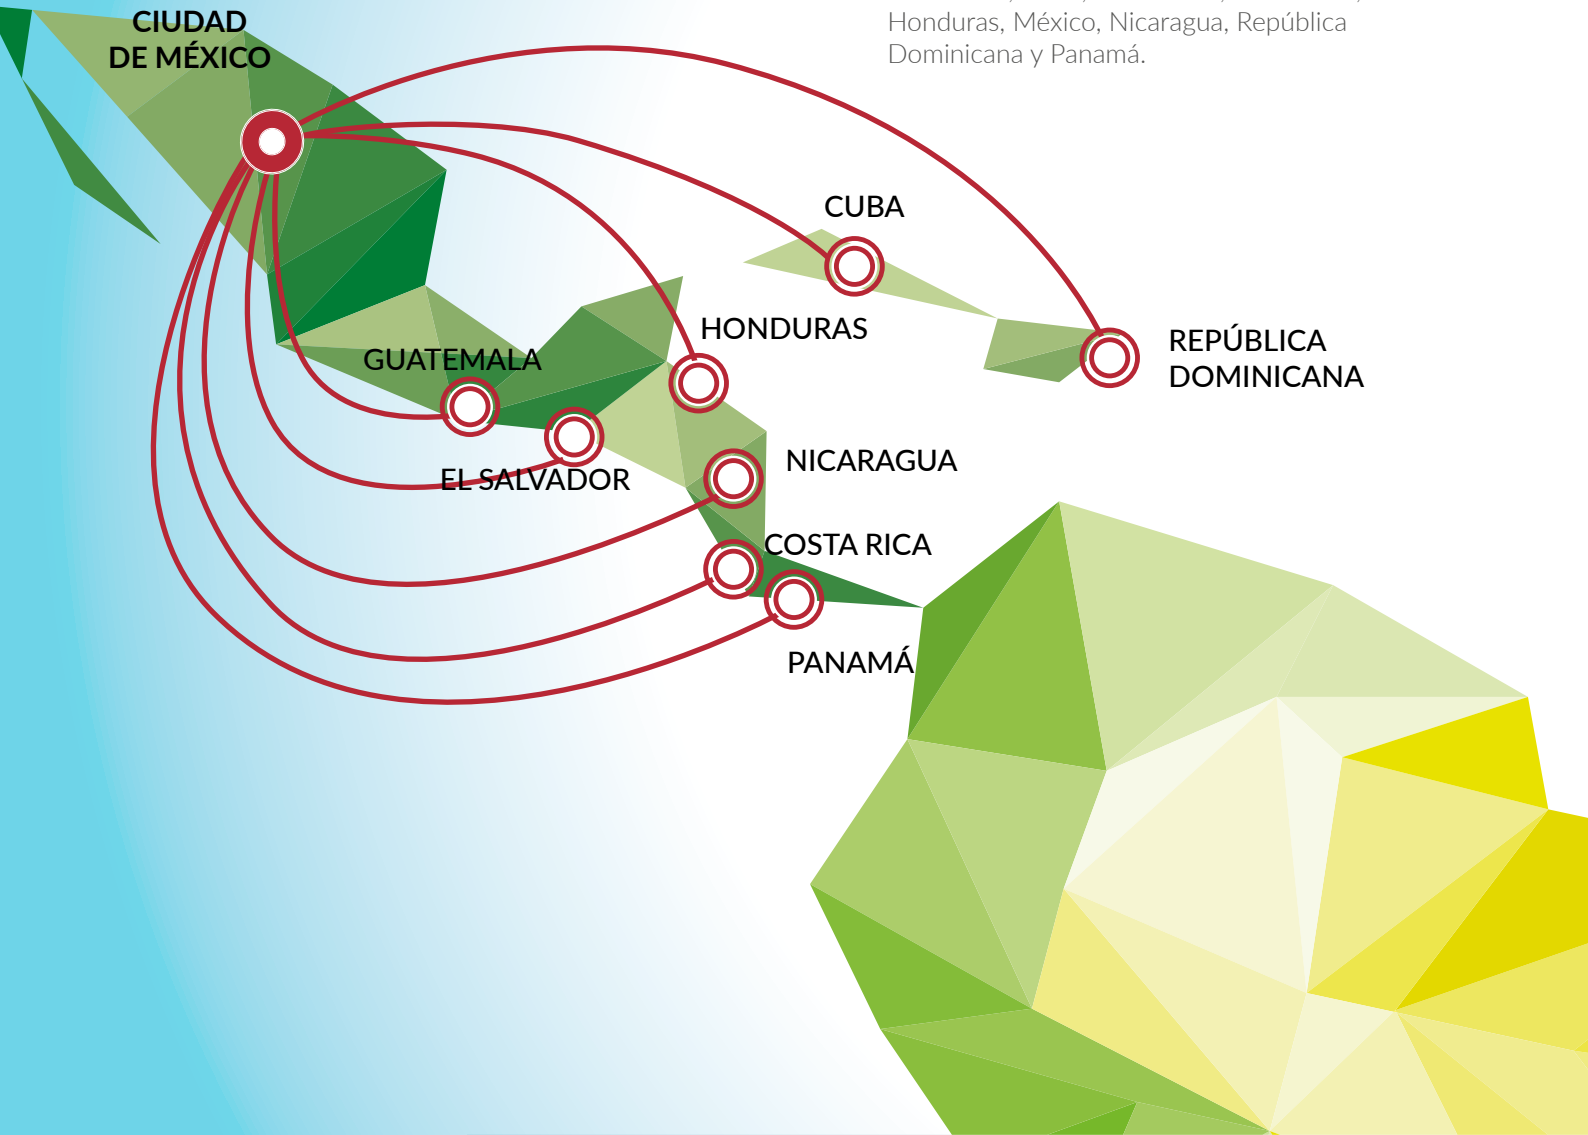 Honduras, México, Nicaragua, República
Dominicana y Panamá.
CIUDAD
DE MÉXICO
CUBA
HONDURAS
REPÚBLICA
DOMINICANA
GUATEMALA
EL SALVADOR
NICARAGUA
COSTA RICA
PANAMÁ